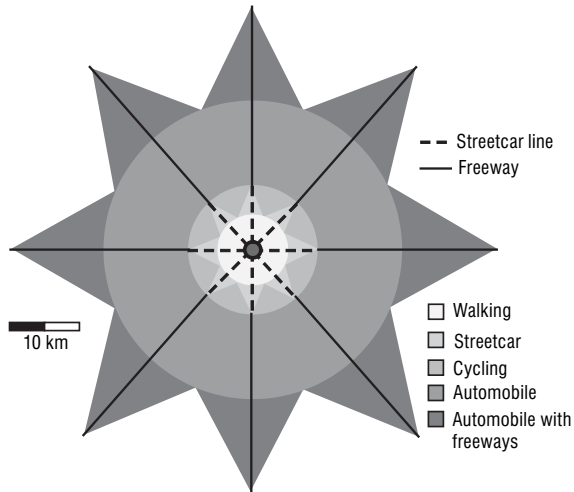 Streetcar line
Freeway
Walking
Streetcar
Cycling
Automobile
Automobile with
freeways
10 km